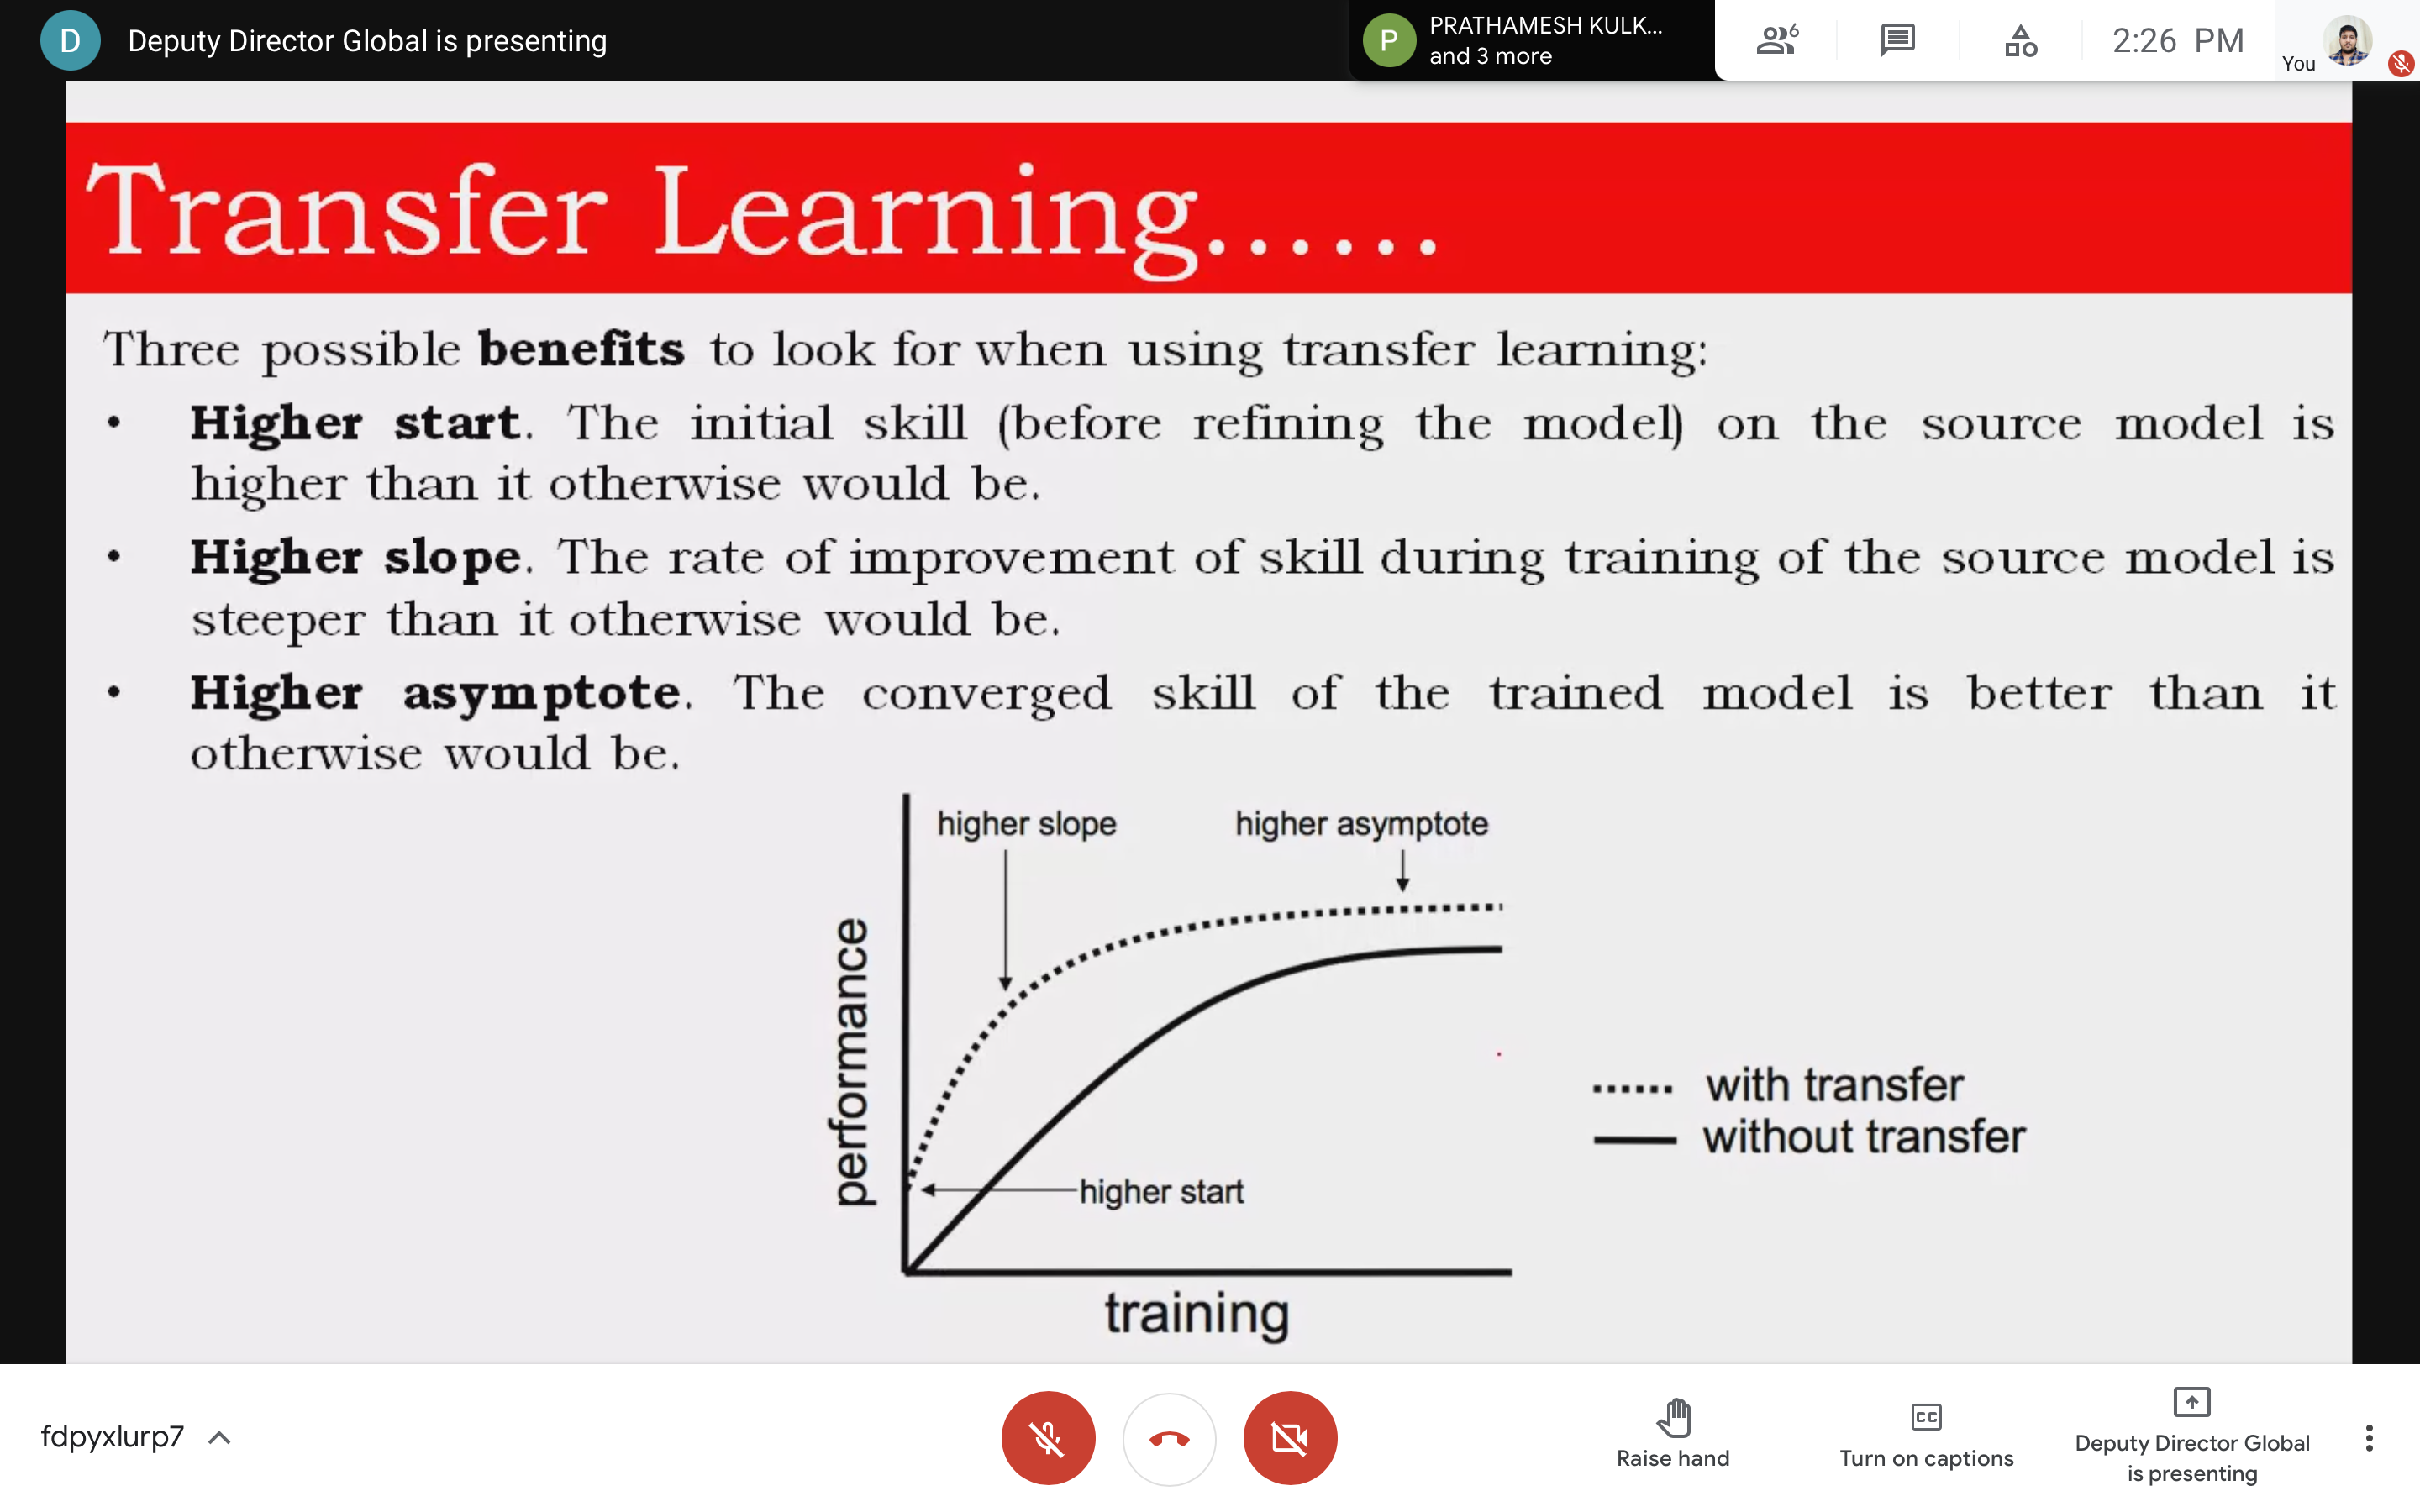 D Deputy Director Global is presenting
P PRATHAMESH KULK...
and 3 more
6
2:26 PM
You
Transfer Learning......
Three possible benefits to look for when using transfer learning:
• Higher start. The initial skill (before refining the model) on the source model is
higher than it otherwise would be.
• Higher slope. The rate of improvement of skill during training of the source model is
steeper than it otherwise would be.
• Higher asymptote. The converged skill of the trained model is better than it
otherwise would be.
higher slope
higher asymptote
performance
with transfer
without transfer
higher start
training
fdpyxlurp7
Raise hand
CC
Turn on captions
Deputy Director Global
is presenting